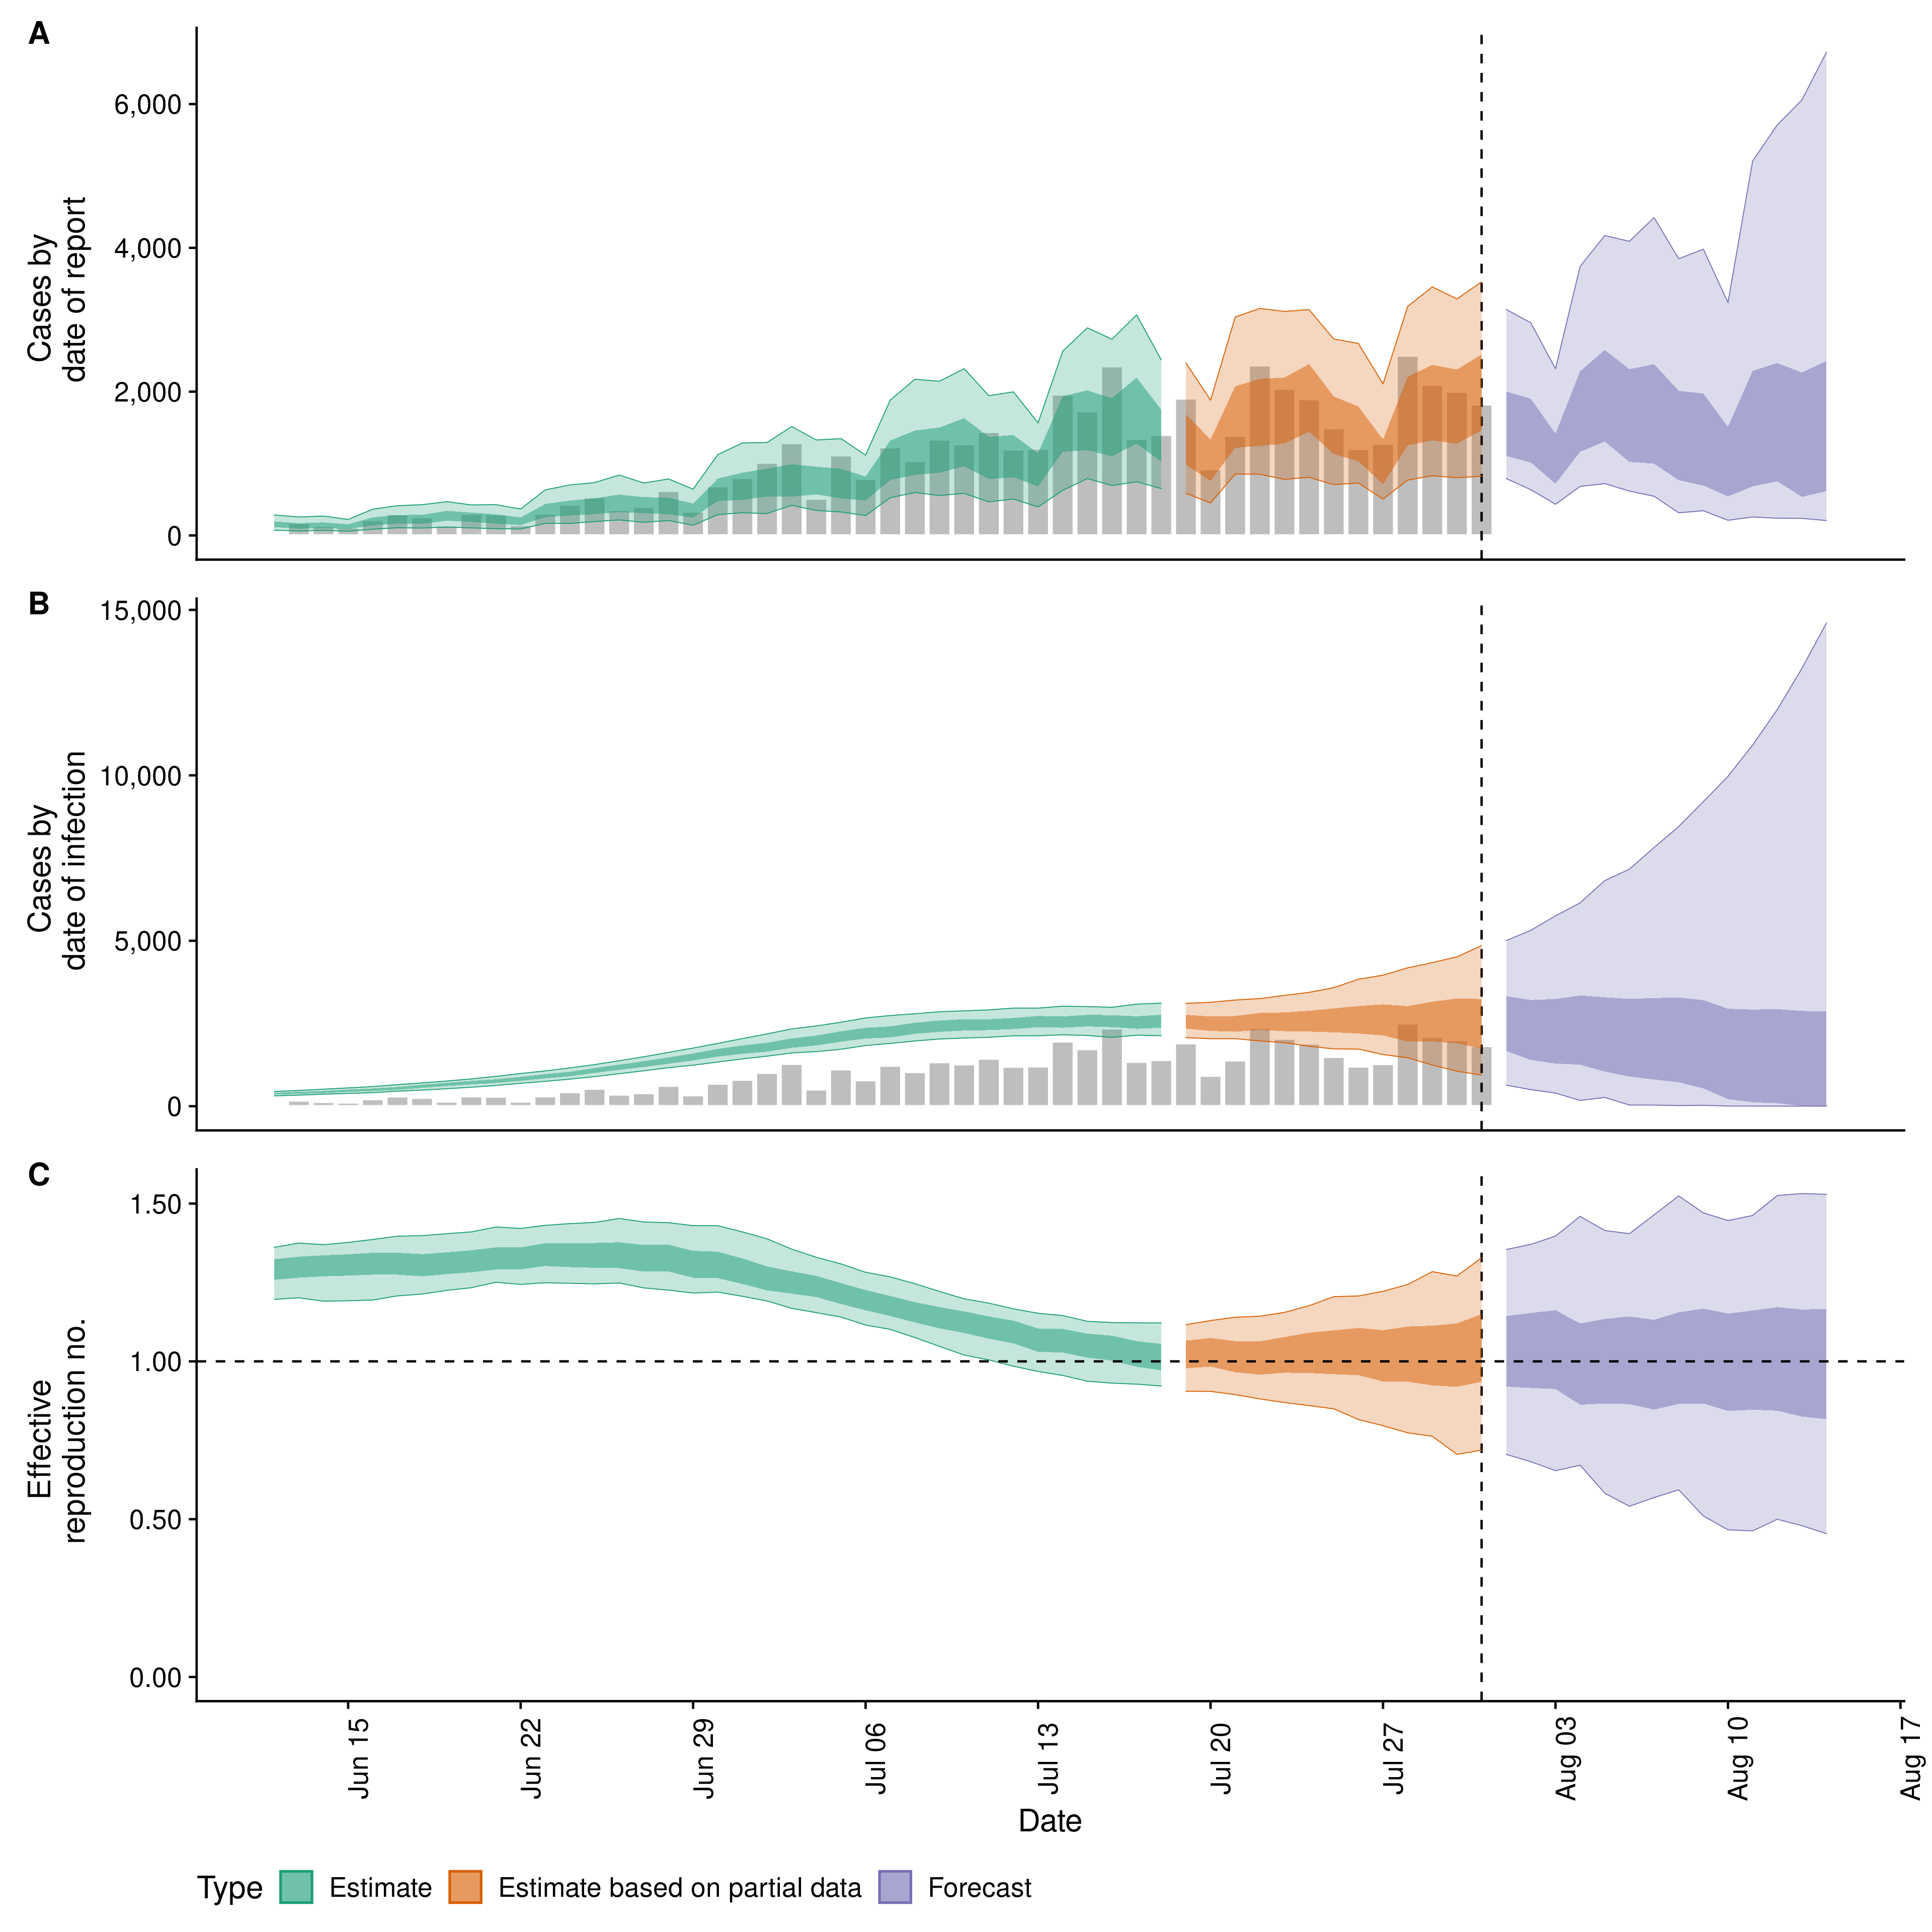 A
6,000
4,000
2,000
0
Cases by
date of report
B
15,000
10,000
5,000
0
Cases by
date of infection
C
1.50
1.00
0.50
0.00
Effective
reproduction no.
Jun 15
Jun 22
Jun 29
Jul 06
Jul 13
Jul 20
Jul 27
Aug 03
Aug 10
Aug 17
Date
Type Estimate Estimate based on partial data Forecast